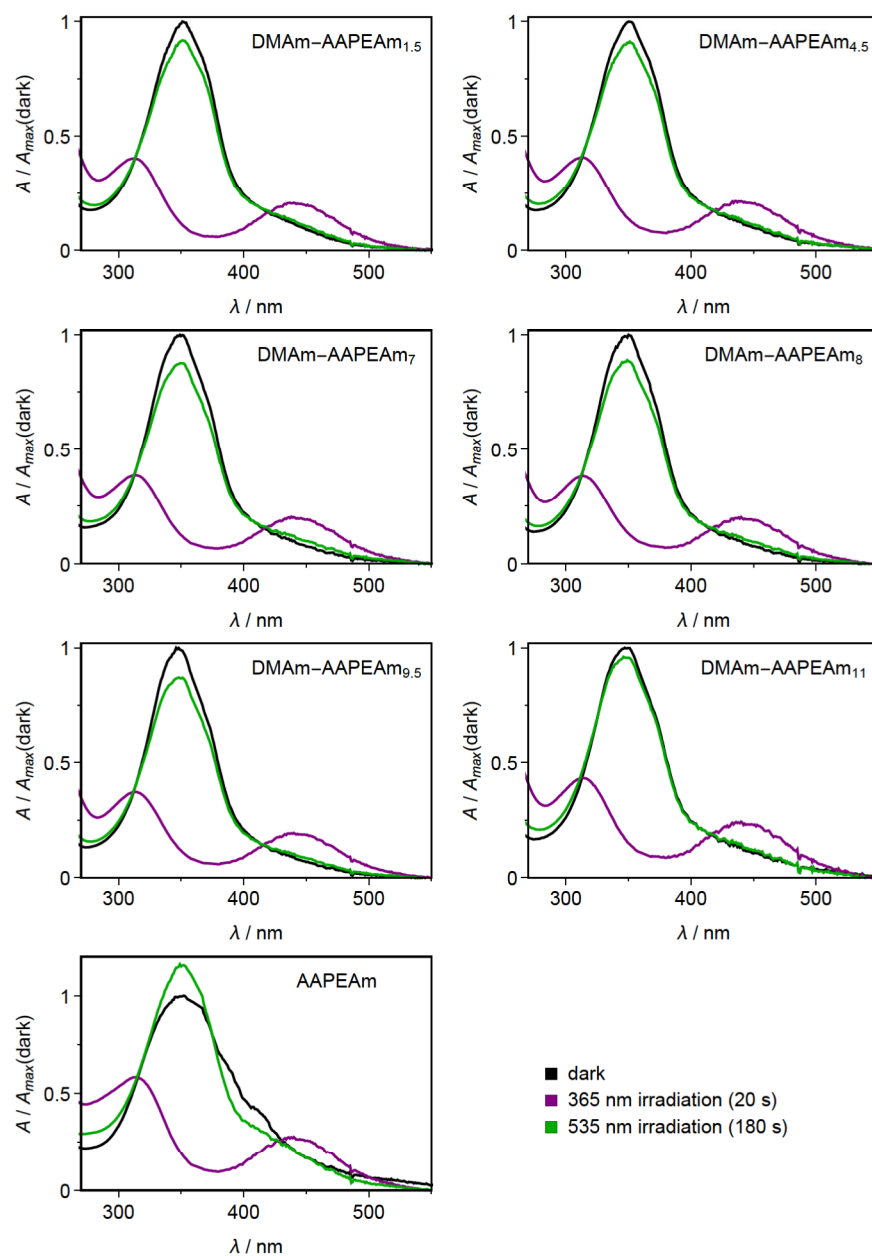 DMAm–AAPEAm1.5
A / Amax(dark)
1
0.5
0
300 400 500
λ / nm
DMAm–AAPEAm4.5
A / Amax(dark)
1
0.5
0
300 400 500
λ / nm
DMAm–AAPEAm7
A / Amax(dark)
1
0.5
0
300 400 500
λ / nm
DMAm–AAPEAm8
A / Amax(dark)
1
0.5
0
300 400 500
λ / nm
DMAm–AAPEAm9.5
A / Amax(dark)
1
0.5
0
300 400 500
λ / nm
DMAm–AAPEAm11
A / Amax(dark)
1
0.5
0
300 400 500
λ / nm
AAPEAm
A / Amax(dark)
1
0.5
0
300 400 500
λ / nm
dark
365 nm irradiation (20 s)
535 nm irradiation (180 s)